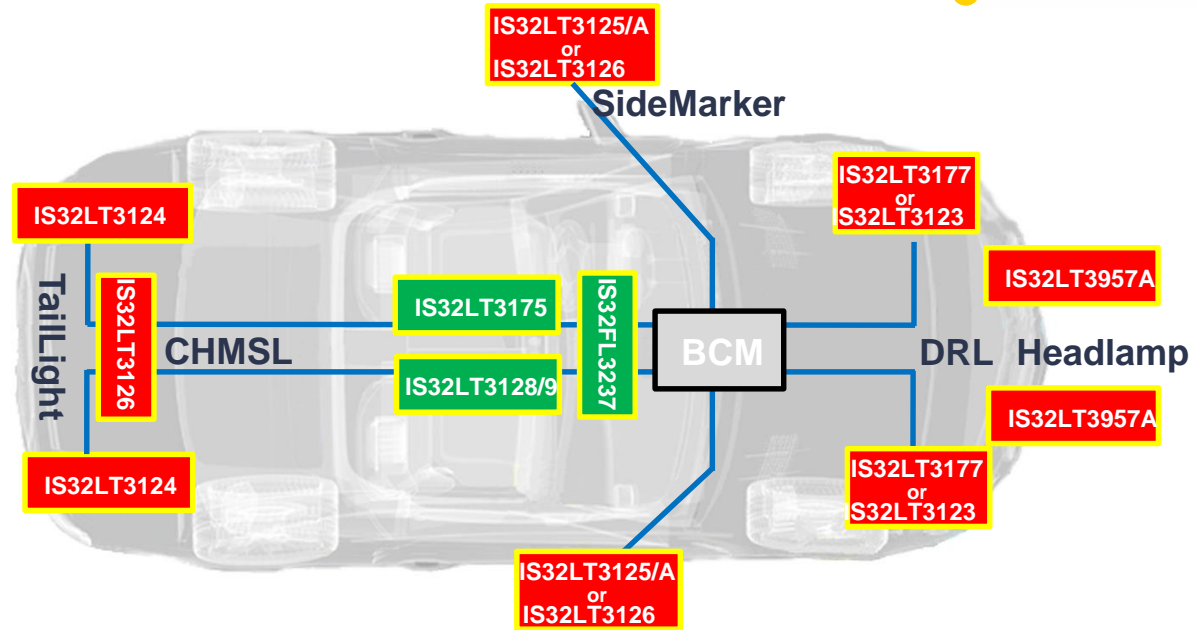 IS32LT3125/A
or
IS32LT3126
SideMarker
IS32LT3177
or
IS32LT3123
IS32LT3124
IS32LT3957A
TailLight
IS32LT3126
CHMSL
IS32LT3175
IS32LT3128/9
IS32FL3237
BCM
DRL
Headlamp
IS32LT3957A
IS32LT3124
IS32LT3177
or
S32LT3123
IS32LT3125/A
or
IS32LT3126